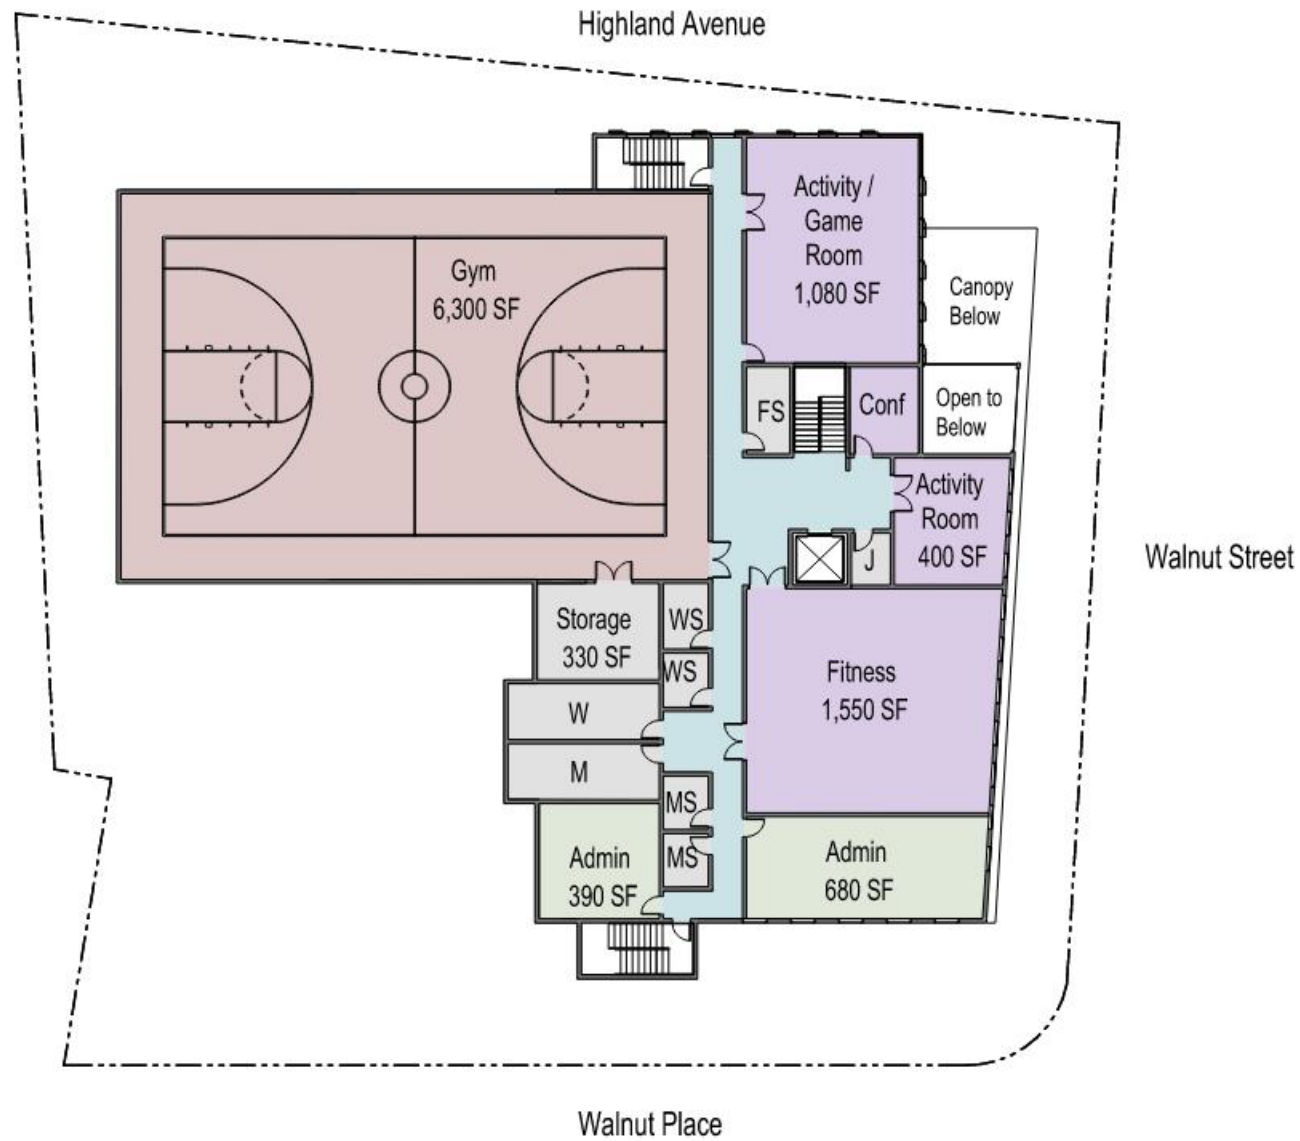 Highland Avenue
Activity /
Game
Room
1,080 SF
Gym
6,300 SF
Canopy
Below
FS
Conf
Open to
Below
Activity
Room
400 SF
J
Walnut Street
Storage
330 SF
WS
WS
Fitness
1,550 SF
W
M
MS
MS
Admin
390 SF
Admin
680 SF
Walnut Place